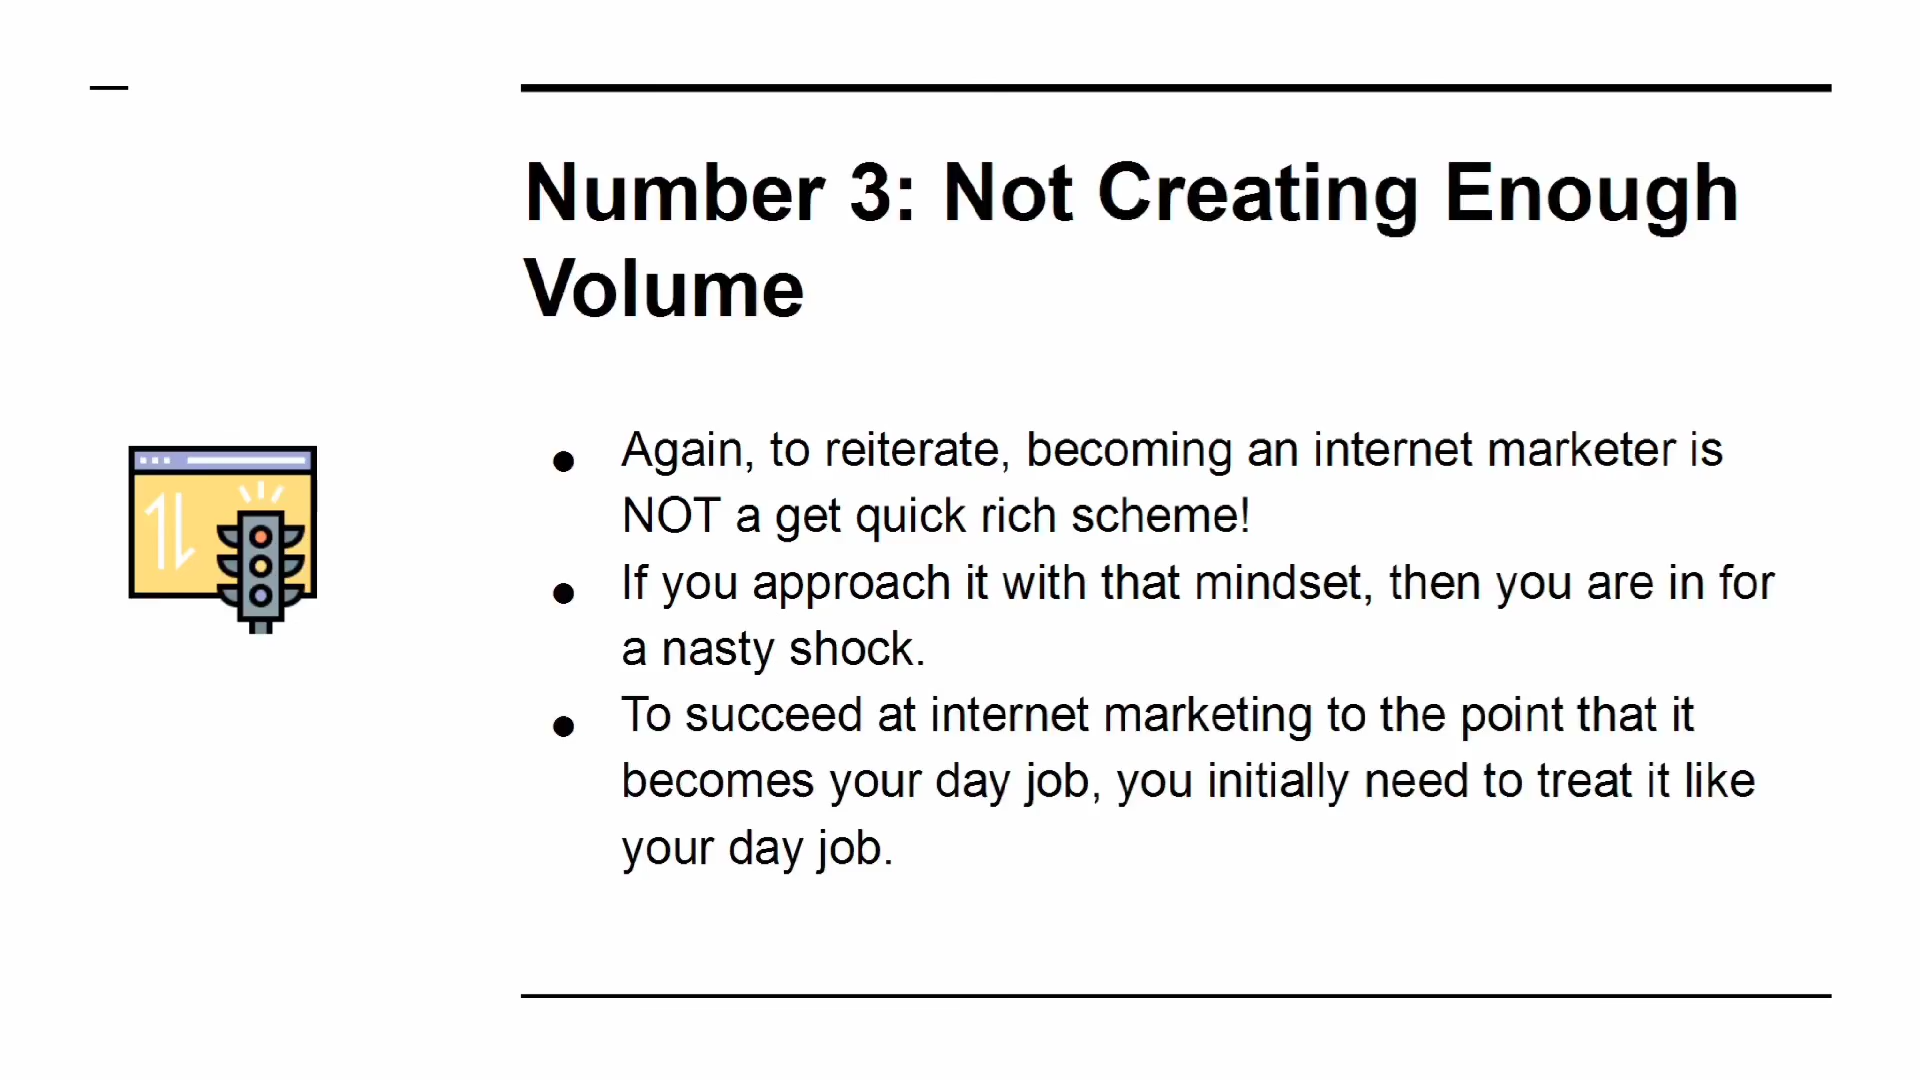 Number 3: Not Creating Enough
Volume
● Again, to reiterate, becoming an internet marketer is
NOT a get quick rich scheme!
● If you approach it with that mindset, then you are in for
a nasty shock.
● To succeed at internet marketing to the point that it
becomes your day job, you initially need to treat it like
your day job.